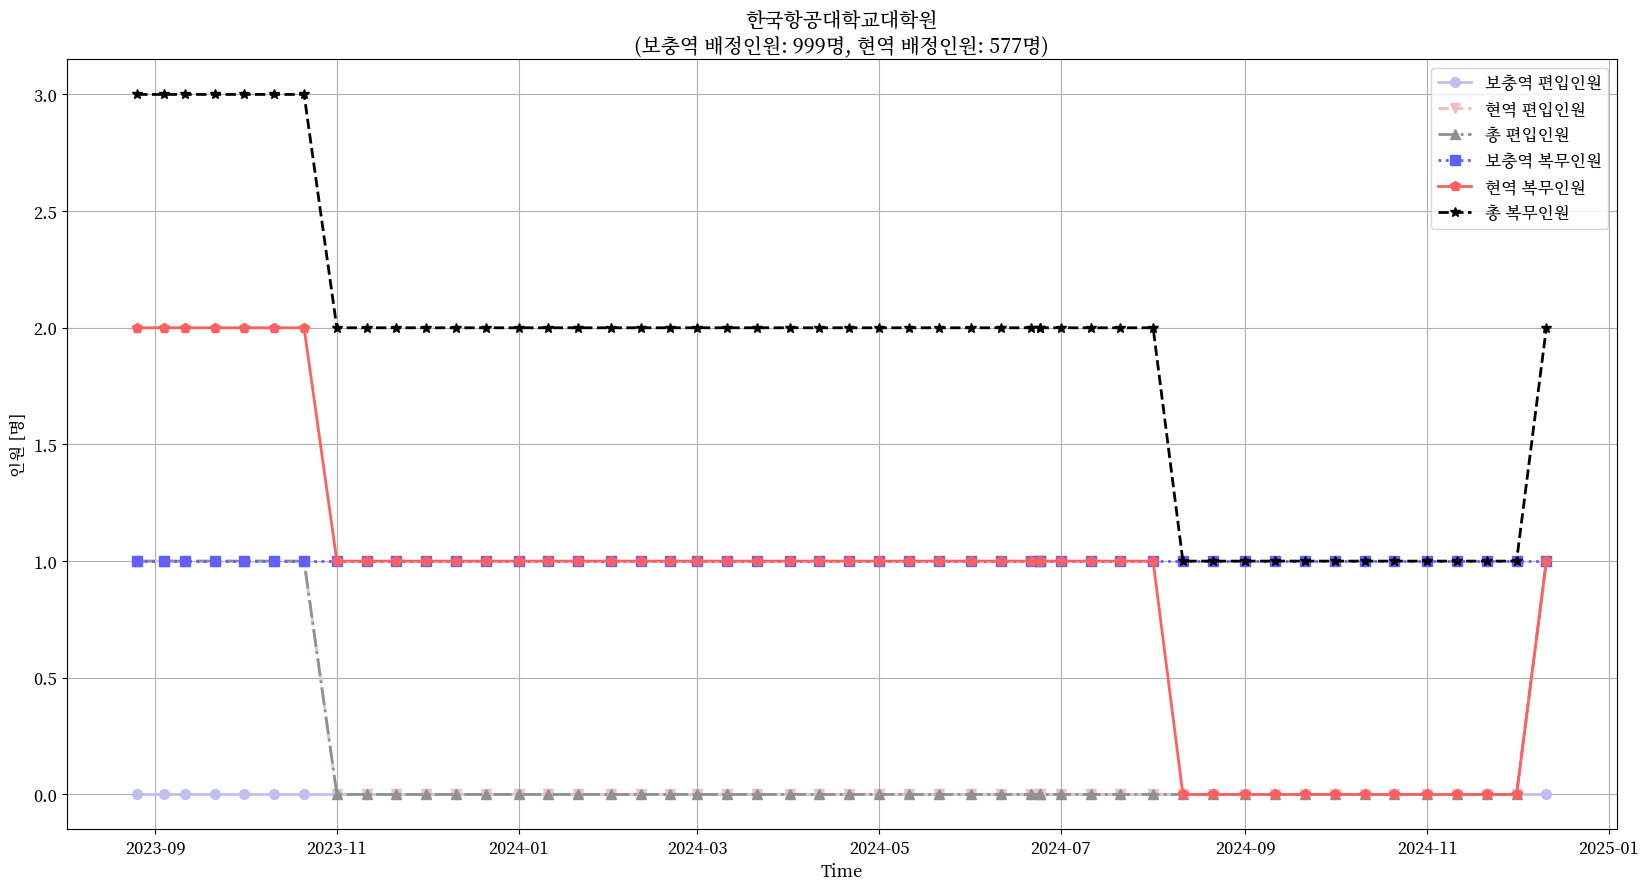 한국항공대학교대학원
(보충역 배정인원: 999명, 현역 배정인원: 577명)
보충역 편입인원
현역 편입인원
총 편입인원
보충역 복무인원
현역 복무인원
총 복무인원
인원 [명]
3.0
2.5
2.0
1.5
1.0
0.5
0.0
2023-09
2023-11
2024-01
2024-03
2024-05
2024-07
2024-09
2024-11
2025-01
Time